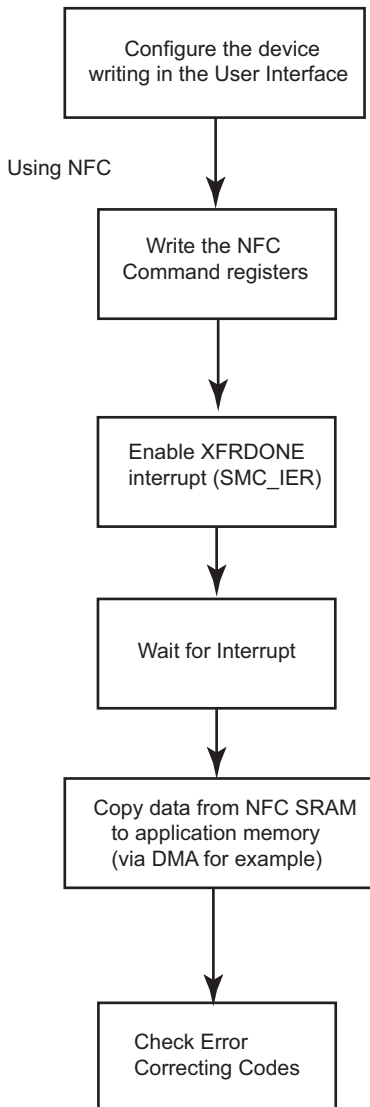 Configure the device
writing in the User Interface
Using NFC
Write the NFC
Command registers
Enable XFRDONE
interrupt (SMC_IER)
Wait for Interrupt
Copy data from NFC SRAM
to application memory
(via DMA for example)
Check Error
Correcting Codes